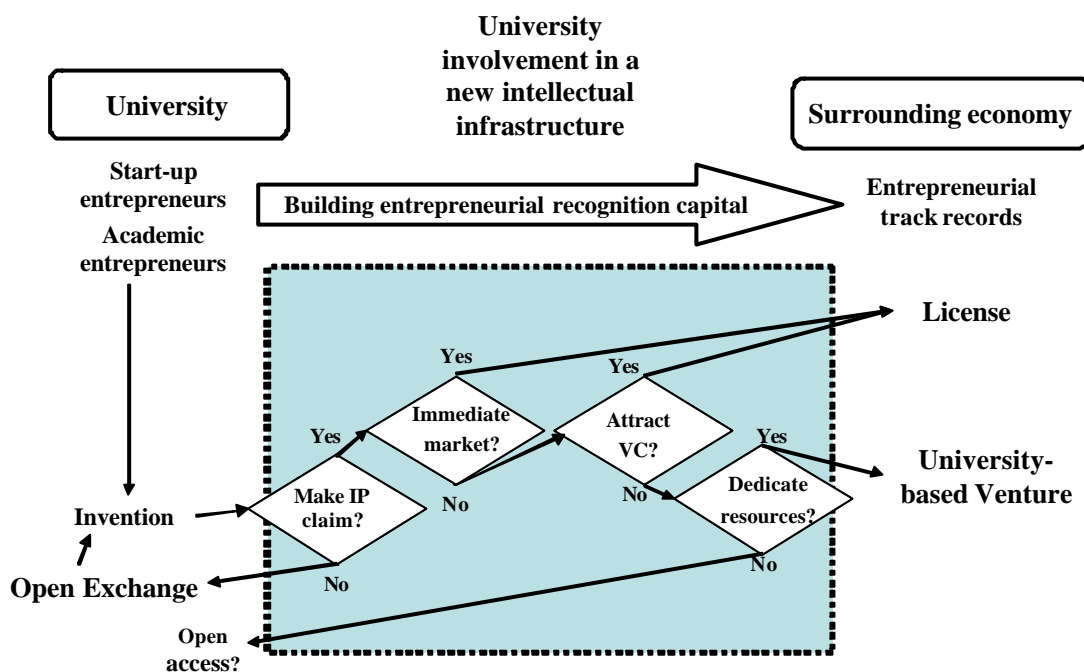 University
involvement in a
new intellectual
infrastructure
University
Surrounding economy
Start-up
entrepreneurs
Academic
entrepreneurs
Building entrepreneurial recognition capital
Entrepreneurial
track records
License
Yes
Yes
Immediate
market?
Attract
VC?
Yes
Yes
University-
based Venture
No
No
Make IP
claim?
Dedicate
resources?
Invention
No
No
Open Exchange
Open
access?